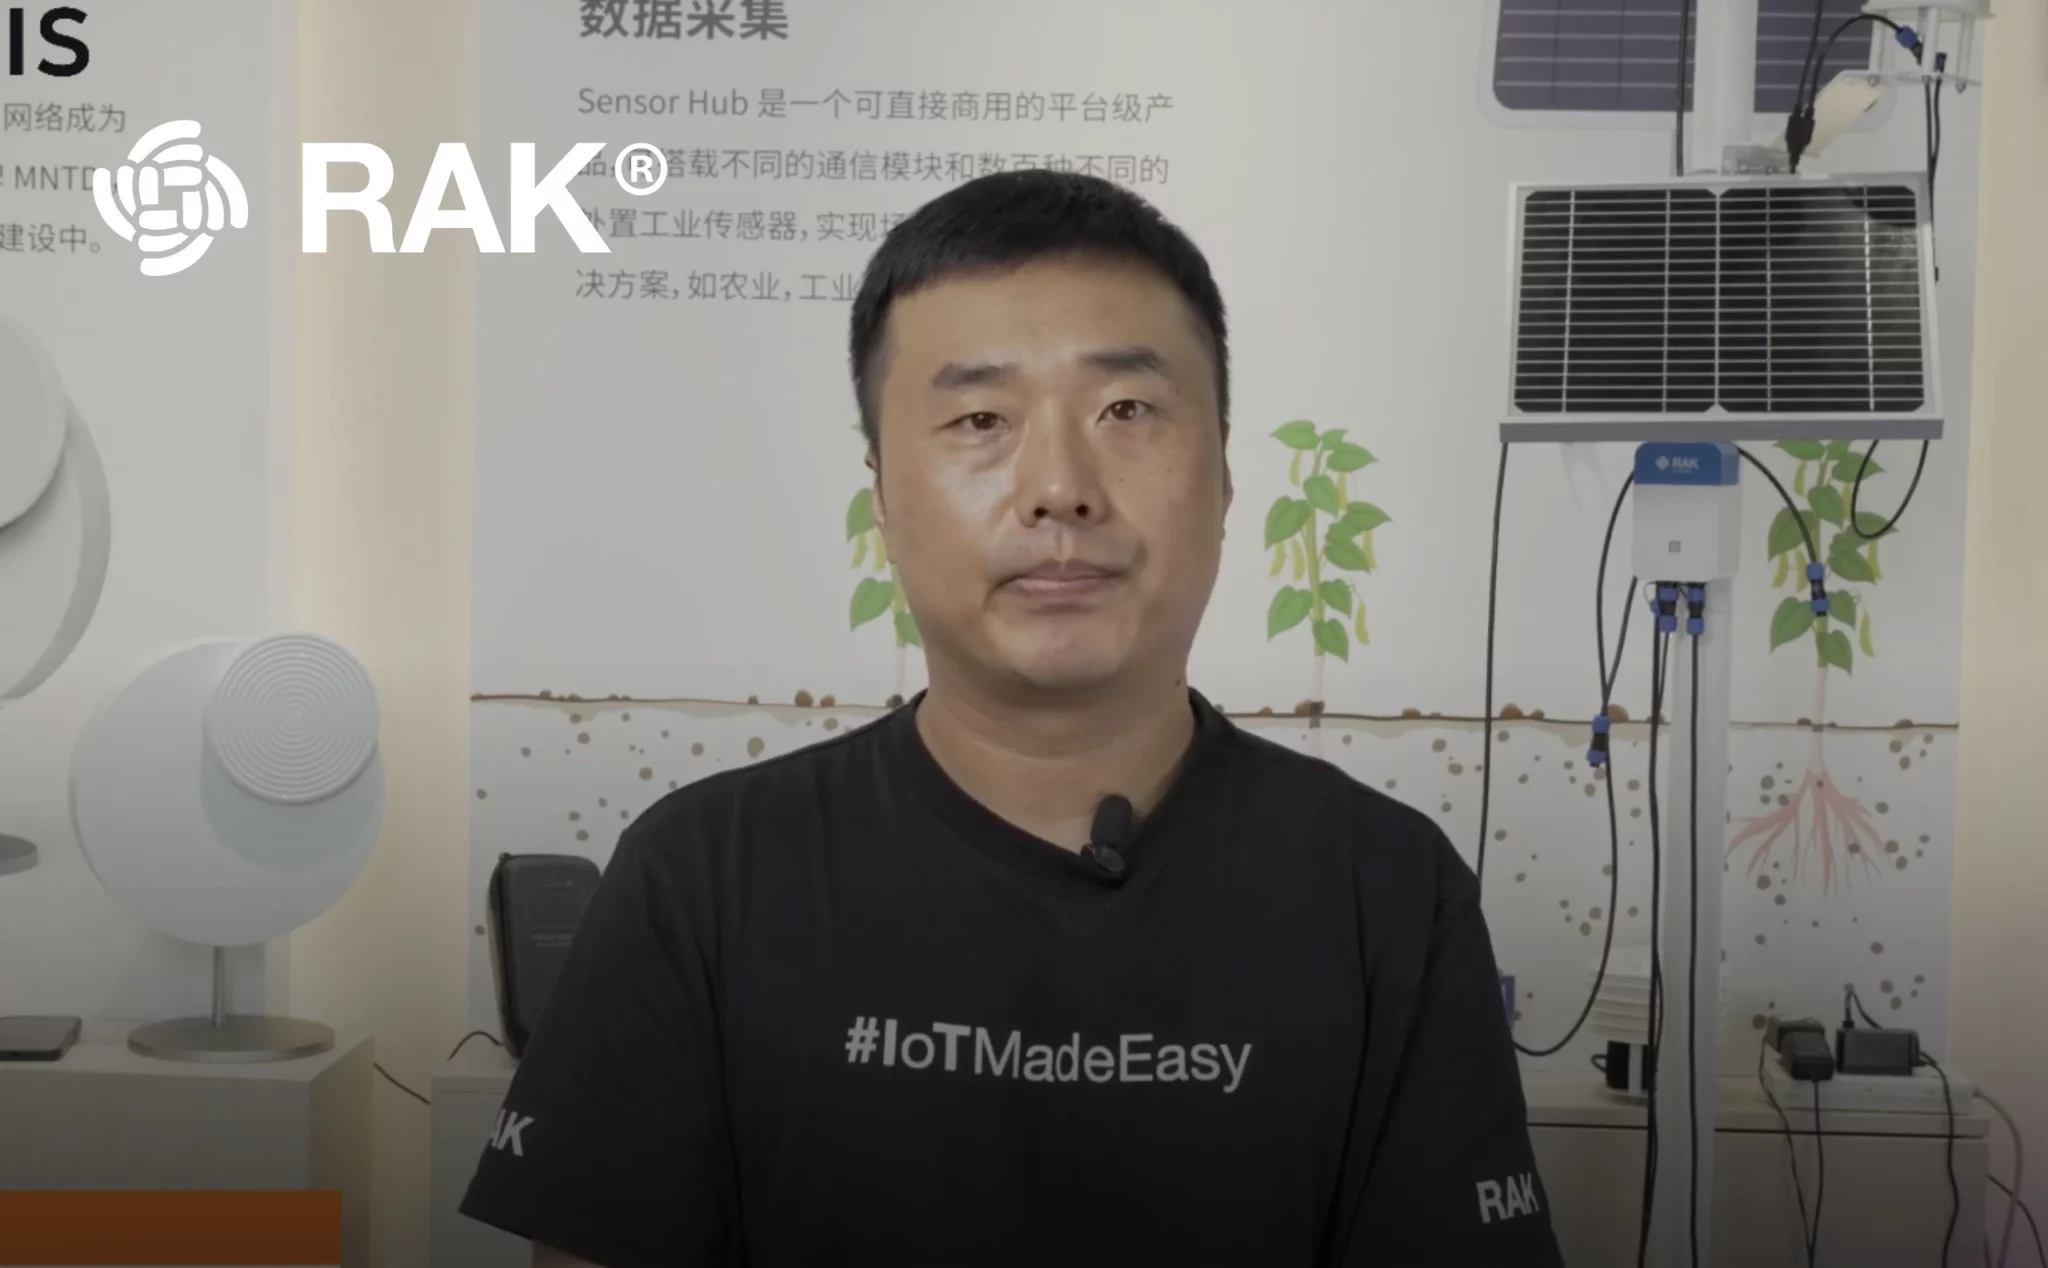 IS
网络成为
MNTD,
建设中。
RAK®
数据采集
Sensor Hub 是一个可直接商用的平台级产
搭载不同的通信模块和数百种不同的
外置工业传感器,实现
决方案,如农业,工业
RAK
#IoTMadeEasy
AK
RAK